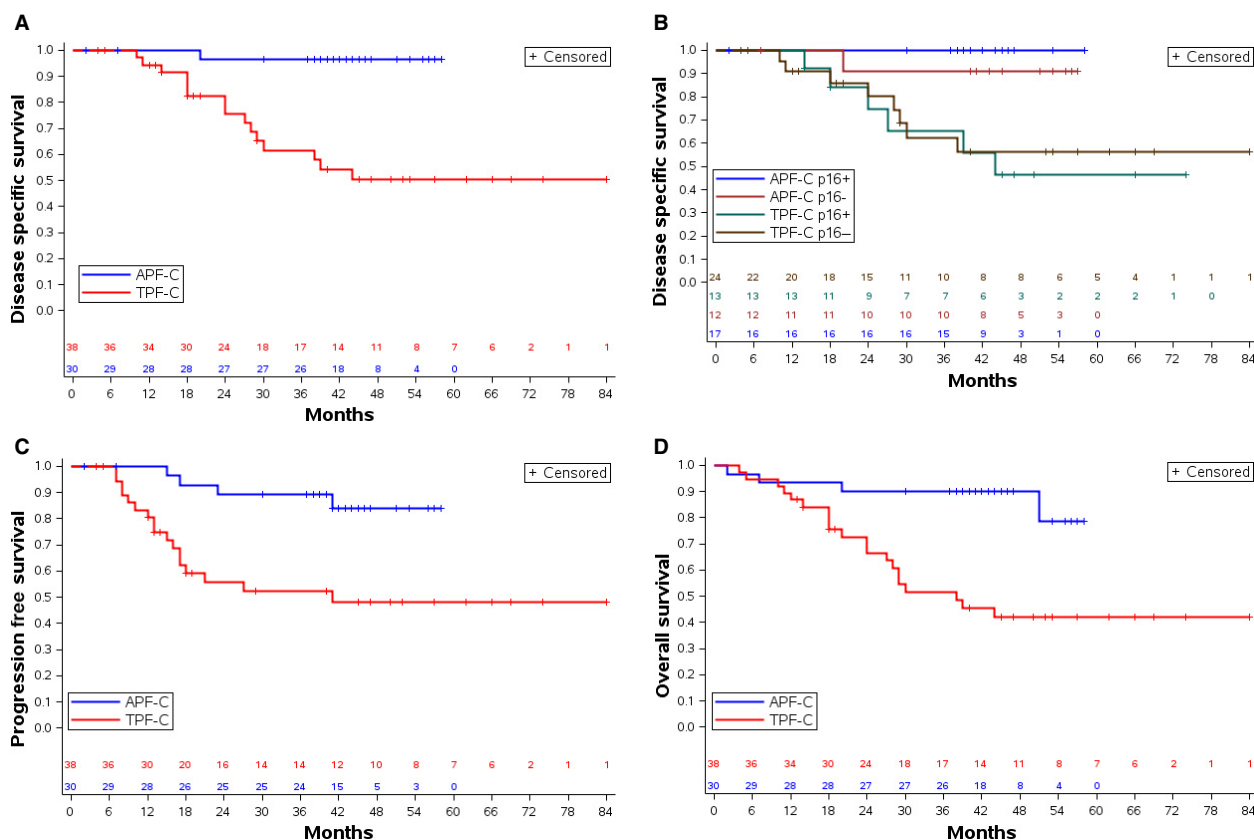 A
Disease specific survival
+ Censored
1.0
0.9
0.8
0.7
0.6
0.5
0.4
0.3
0.2
0.1
0.0
APF-C
TPF-C
38 36 34 30 24 18 17 14 11 8 7 6 2 1 1
30 29 28 28 27 27 26 18 8 4 0
0 6 12 18 24 30 36 42 48 54 60 66 72 78 84
Months
B
Disease specific survival
+ Censored
1.0
0.9
0.8
0.7
0.6
0.5
0.4
0.3
0.2
0.1
0.0
APF-C p16+
APF-C p16-
TPF-C p16+
TPF-C p16−
24 22 20 18 15 11 10 8 8 6 5 4 1 1 1
13 13 13 11 9 7 7 6 3 2 2 2 1 0
12 12 11 11 10 10 10 8 5 3 0
17 16 16 16 16 16 15 9 3 1 0
0 6 12 18 24 30 36 42 48 54 60 66 72 78 84
Months
C
Progression free survival
+ Censored
1.0
0.9
0.8
0.7
0.6
0.5
0.4
0.3
0.2
0.1
0.0
APF-C
TPF-C
38 36 30 20 16 14 14 12 10 8 7 6 2 1 1
30 29 28 26 25 25 24 15 5 3 0
0 6 12 18 24 30 36 42 48 54 60 66 72 78 84
Months
D
Overall survival
+ Censored
1.0
0.9
0.8
0.7
0.6
0.5
0.4
0.3
0.2
0.1
0.0
APF-C
TPF-C
38 36 34 30 24 18 17 14 11 8 7 6 2 1 1
30 29 28 28 27 27 26 18 8 4 0
0 6 12 18 24 30 36 42 48 54 60 66 72 78 84
Months